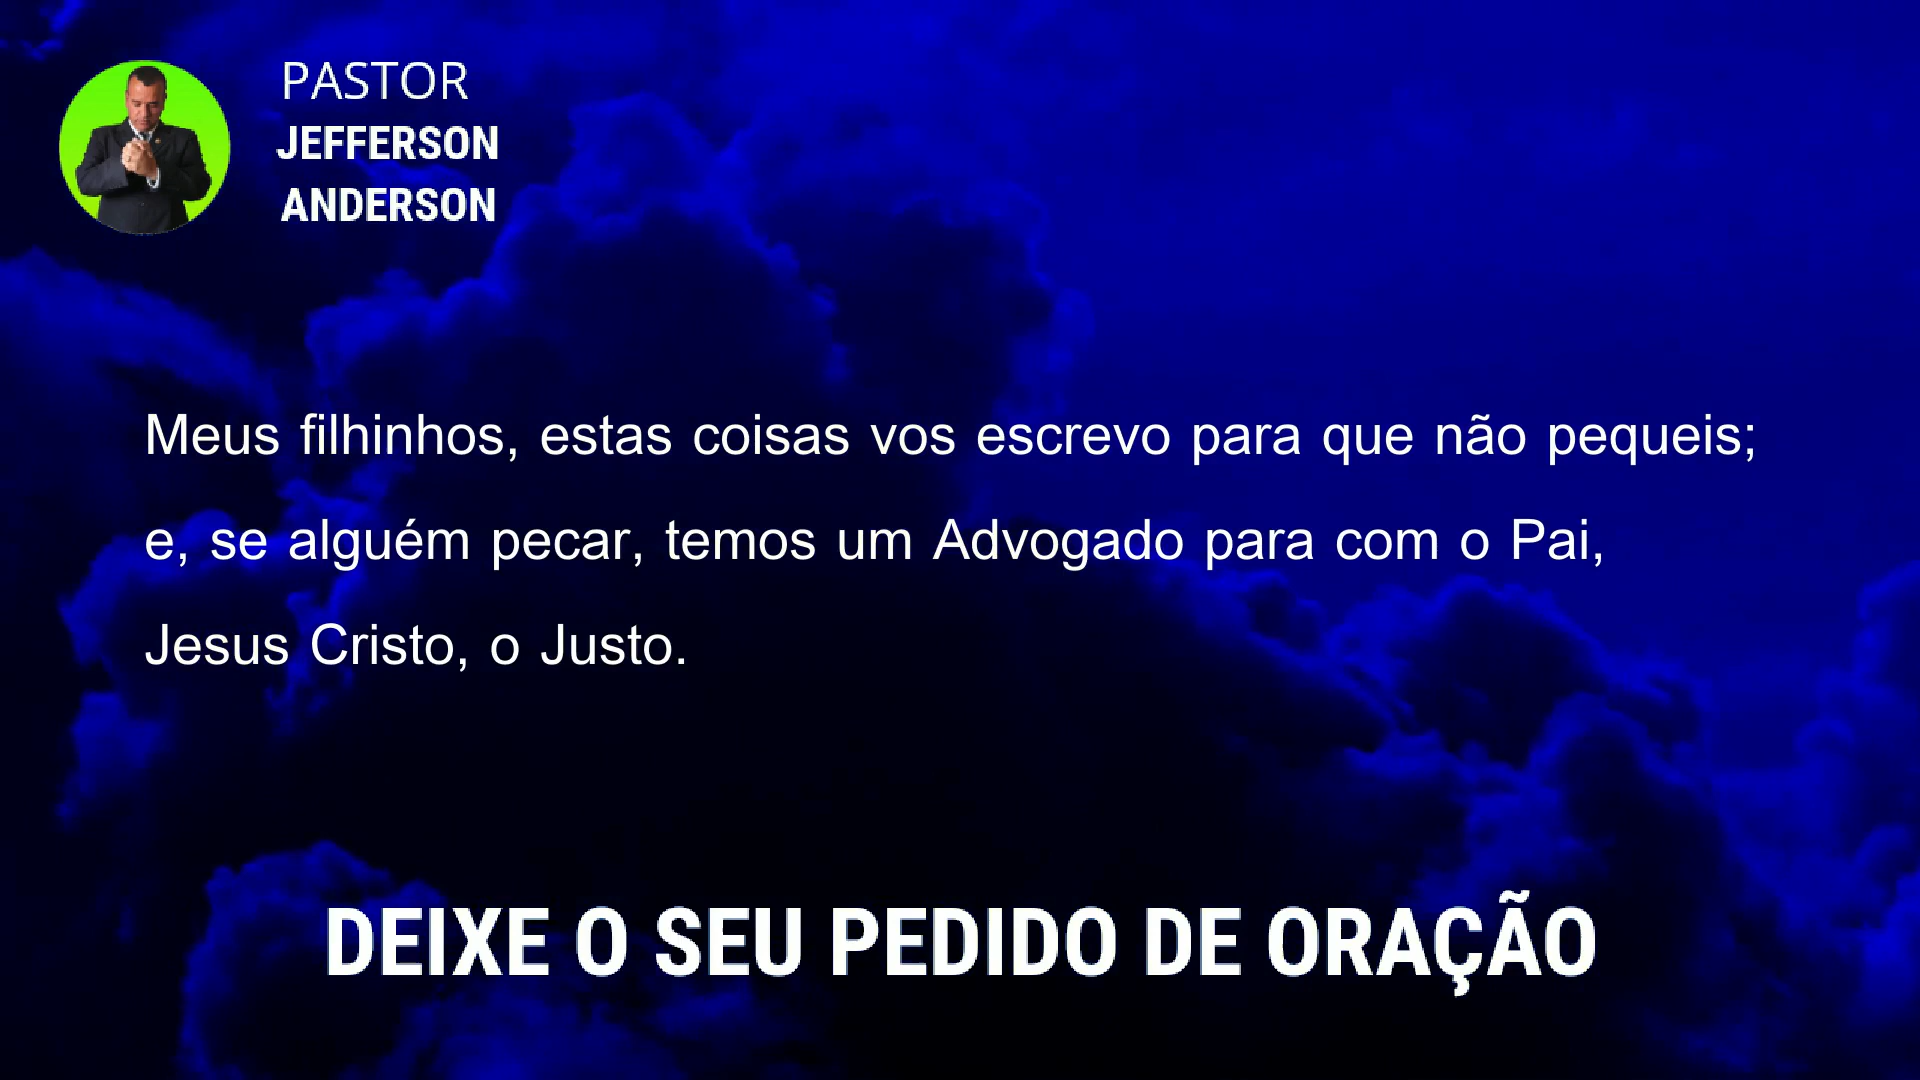 PASTOR
JEFFERSON
ANDERSON
Meus filhinhos, estas coisas vos escrevo para que não pequeis;
e, se alguém pecar, temos um Advogado para com o Pai,
Jesus Cristo, o Justo.
DEIXE O SEU PEDIDO DE ORAÇÃO